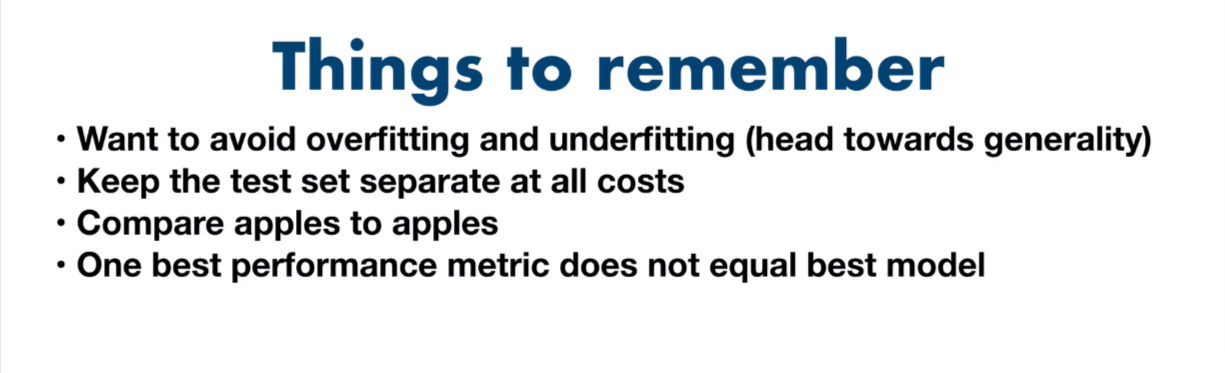 Things to remember
• Want to avoid overfitting and underfitting (head towards generality)
• Keep the test set separate at all costs
• Compare apples to apples
• One best performance metric does not equal best model